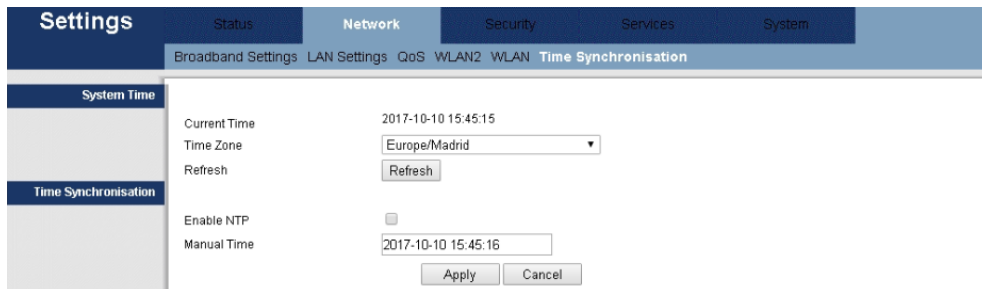 Settings
Status Network Security Services System
Broadband Settings LAN Settings QoS WLAN2 WLAN Time Synchronisation
System Time
Current Time 2017-10-10 15:45:15
Time Zone Europe/Madrid
Refresh Refresh
Time Synchronisation
Enable NTP
Manual Time 2017-10-10 15:45:16
Apply Cancel